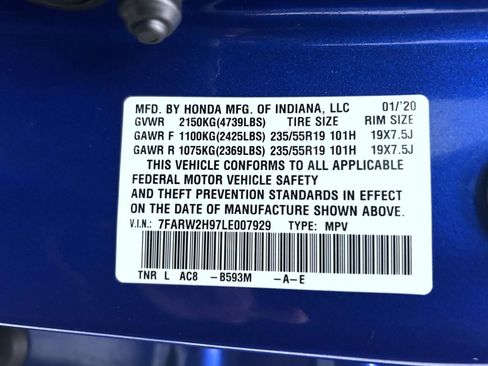 MFD. BY HONDA MFG. OF INDIANA, LLC 01/'20
GVWR 2150KG(4739LBS) TIRE SIZE RIM SIZE
GAWR F 1100KG(2425LBS) 235/55R19 101H 19X7.5J
GAWR R 1075KG(2369LBS) 235/55R19 101H 19X7.5J
THIS VEHICLE CONFORMS TO ALL APPLICABLE
FEDERAL MOTOR VEHICLE SAFETY
AND THEFT PREVENTION STANDARDS IN EFFECT
ON THE DATE OF MANUFACTURE SHOWN ABOVE.
V.I.N.: 7FARW2H97LE007929 TYPE: MPV
TNR L AC8 -B593M -A-E